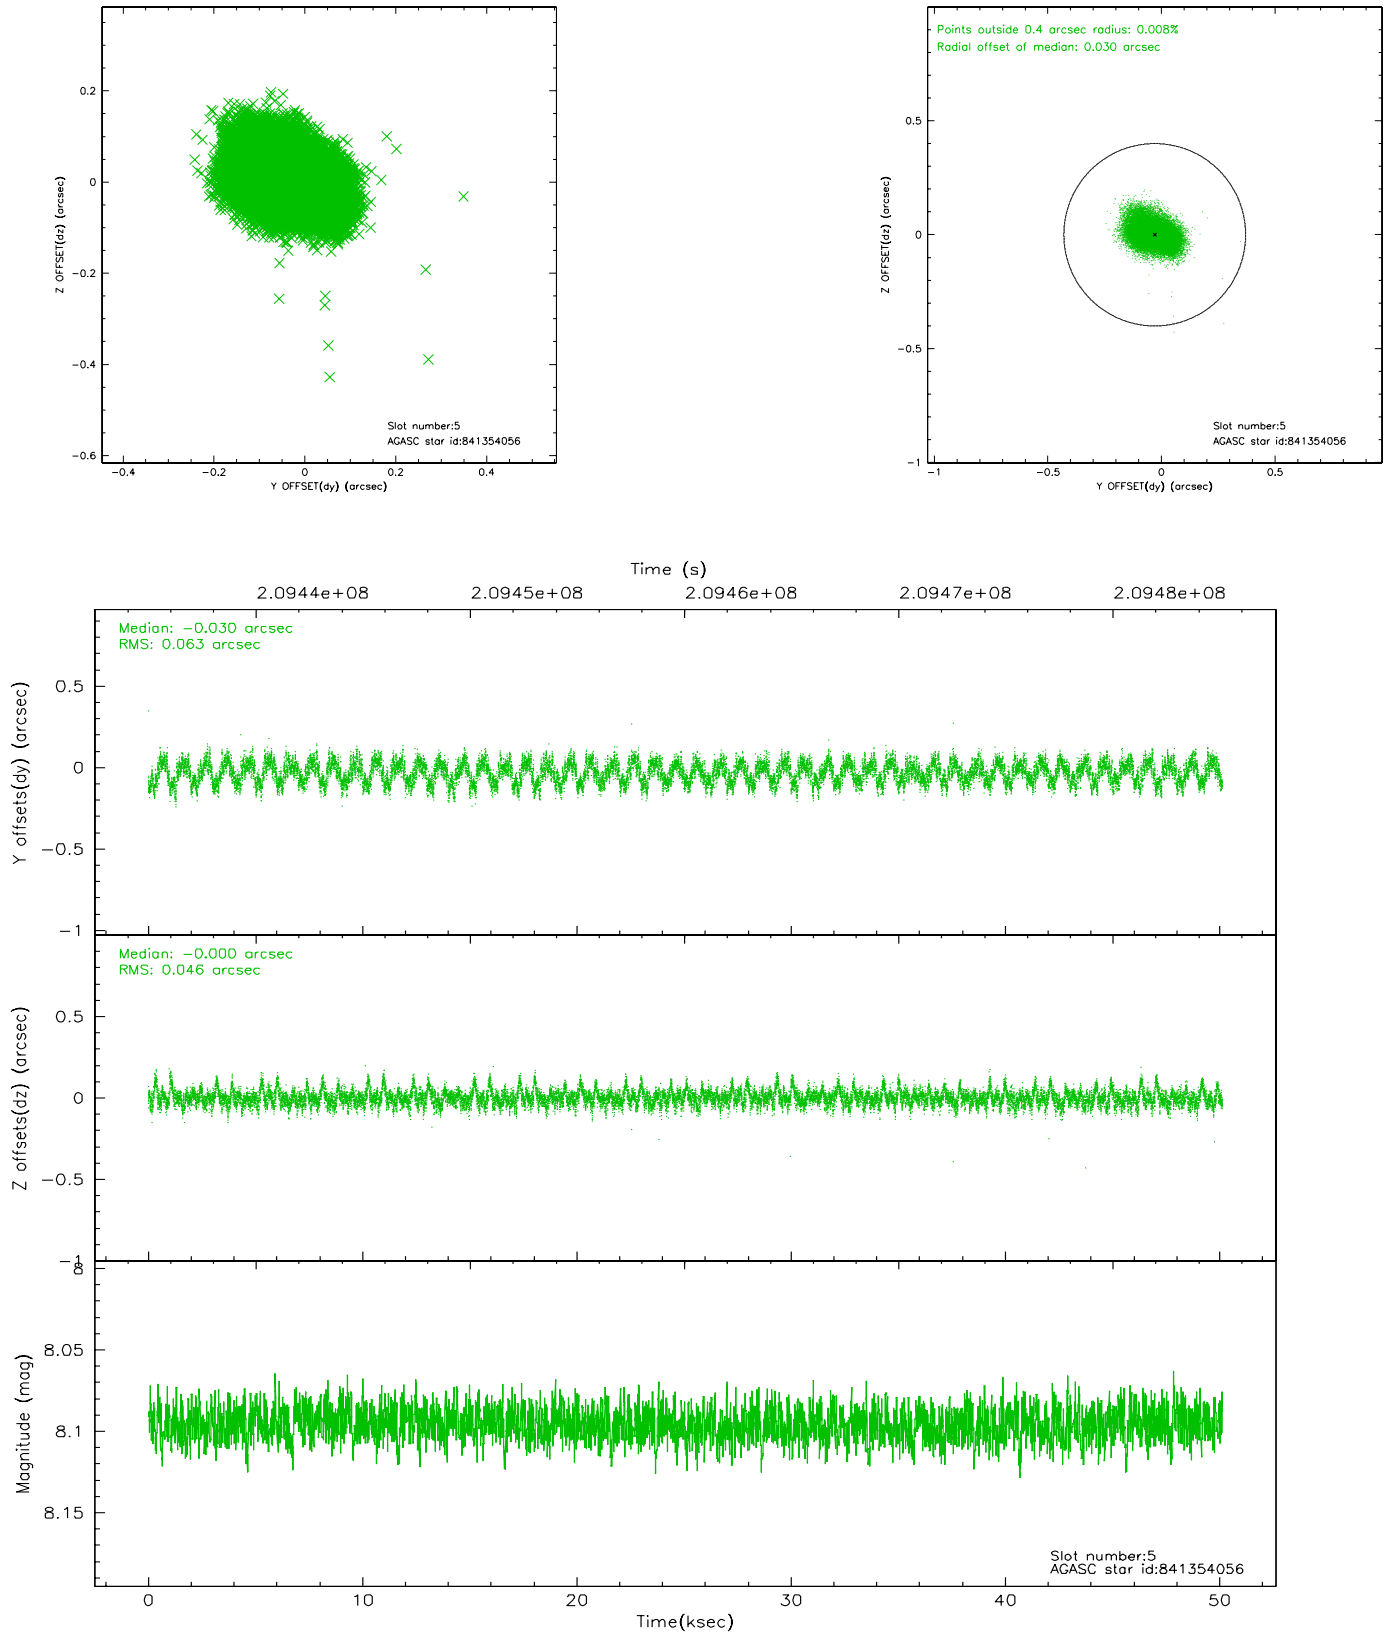 0.2
0
−0.2
−0.4
−0.6
Z OFFSET(dz) (arcsec)
Slot number:5
AGASC star id:841354056
−0.4
−0.2
0
0.2
0.4
Y OFFSET(dy) (arcsec)
Points outside 0.4 arcsec radius: 0.008%
Radial offset of median: 0.030 arcsec
0.5
0
−0.5
−1
Z OFFSET(dz) (arcsec)
Slot number:5
AGASC star id:841354056
−1
−0.5
0
0.5
Y OFFSET(dy) (arcsec)
Time (s)
2.0944e+08
2.0945e+08
2.0946e+08
2.0947e+08
2.0948e+08
Median: −0.030 arcsec
RMS: 0.063 arcsec
0.5
0
−0.5
−1
Y offsets(dy) (arcsec)
Median: −0.000 arcsec
RMS: 0.046 arcsec
0.5
0
−0.5
−1
Z offsets(dz) (arcsec)
8
8.05
8.1
8.15
Magnitude (mag)
Slot number:5
AGASC star id:841354056
0
10
20
30
40
50
Time(ksec)